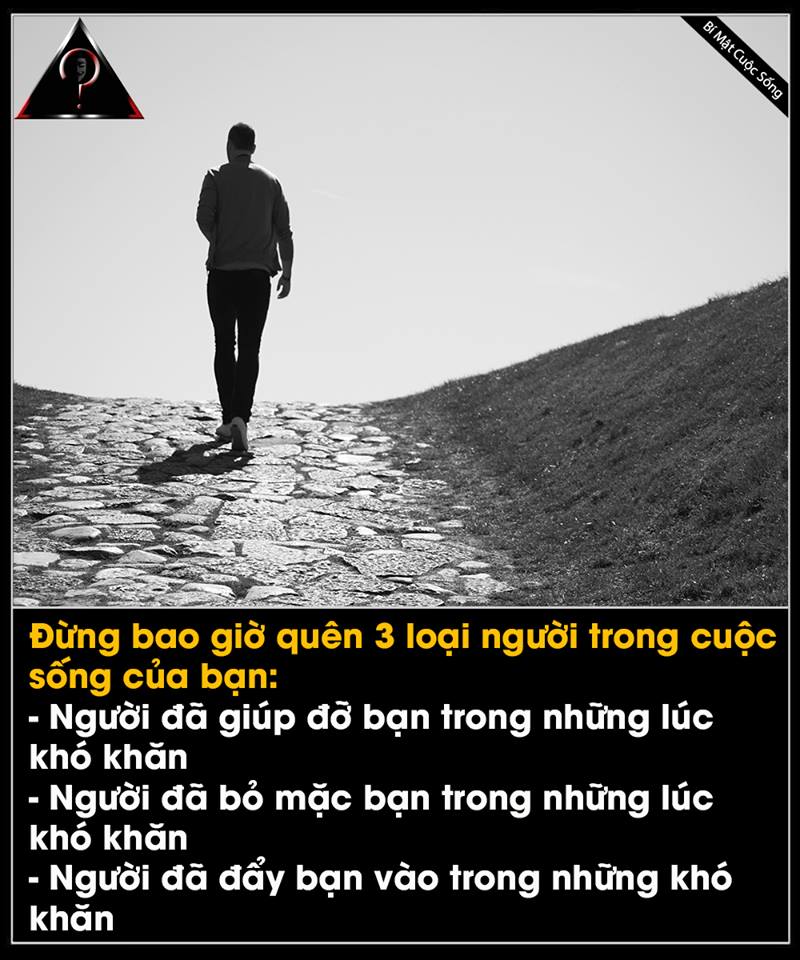 Bí Mật Cuộc Sống
?
Đừng bao giờ quên 3 loại người trong cuộc
sống của bạn:
- Người đã giúp đỡ bạn trong những lúc
khó khăn
- Người đã bỏ mặc bạn trong những lúc
khó khăn
- Người đã đẩy bạn vào trong những khó
khăn